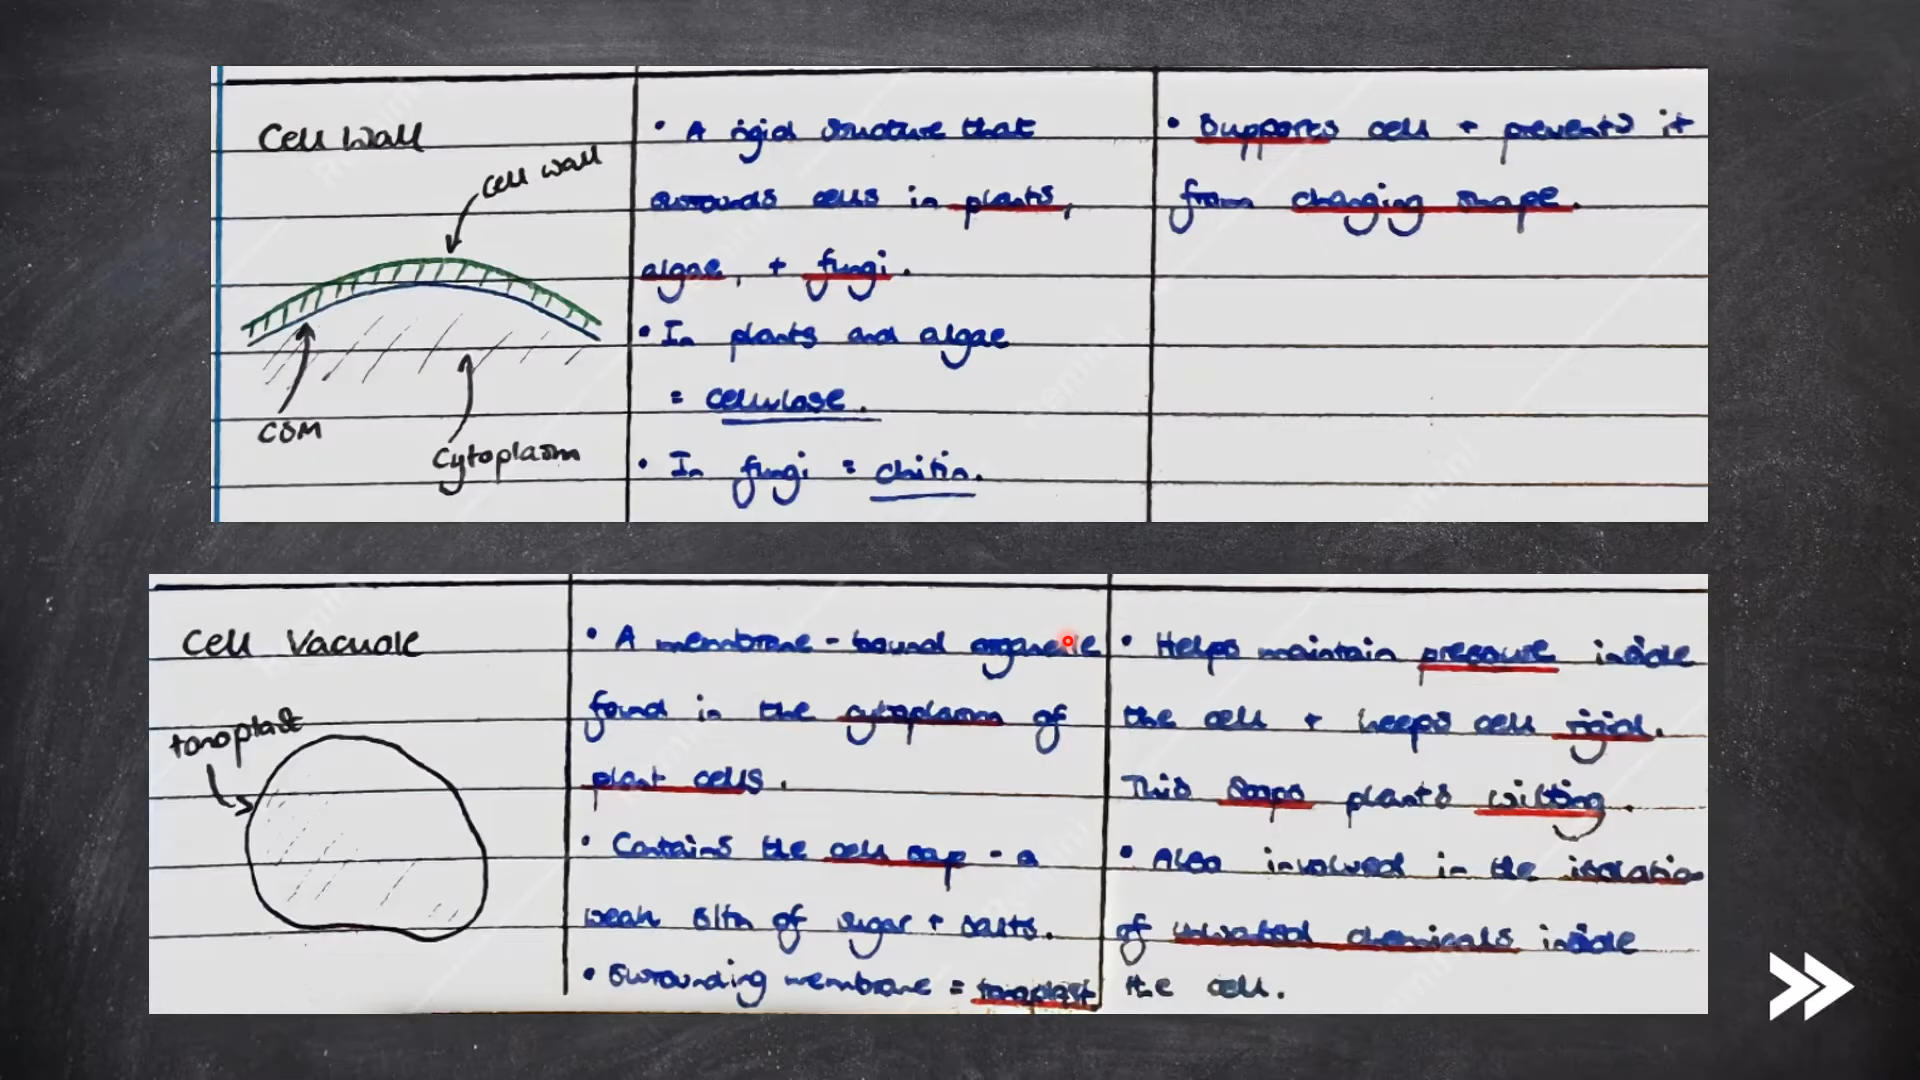 Cell Wall
cell wall
CSM
Cytoplasm
• A rigid structure that
surrounds cells in plants,
algae, + fungi.
• In plants and algae
= cellulose.
• In fungi = chitin.
• Supports cell + prevents it
from changing shape.
Cell Vacuole
tonoplast
• A membrane-bound organelle
found in the cytoplasm of
plant cells.
• Contains the cell sap - a
weak sltn of sugar + salts.
• Surrounding membrane = tonoplast
• Helps maintain pressure inside
the cell + keeps cell rigid.
This stops plants wilting.
• Also involved in the isolation
of unwanted chemicals inside
the cell.
Remini